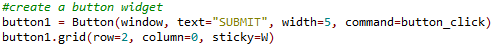 #create a button widget
button1 = Button(window, text="SUBMIT", width=5, command=button_click)
button1.grid(row=2, column=0, sticky=W)